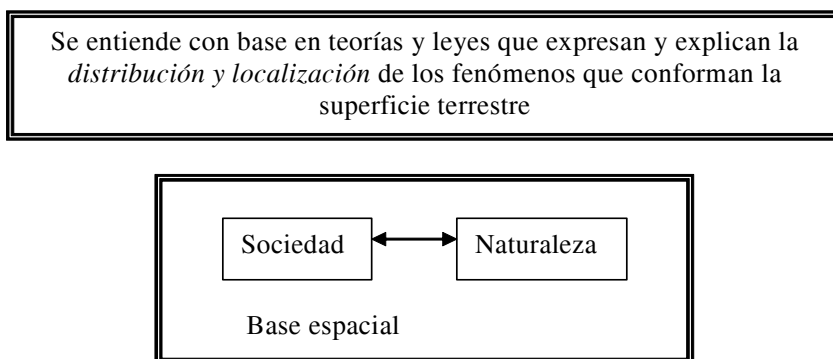 Se entiende con base en teorías y leyes que expresan y explican la
distribución y localización de los fenómenos que conforman la
superficie terrestre
Sociedad
Naturaleza
Base espacial